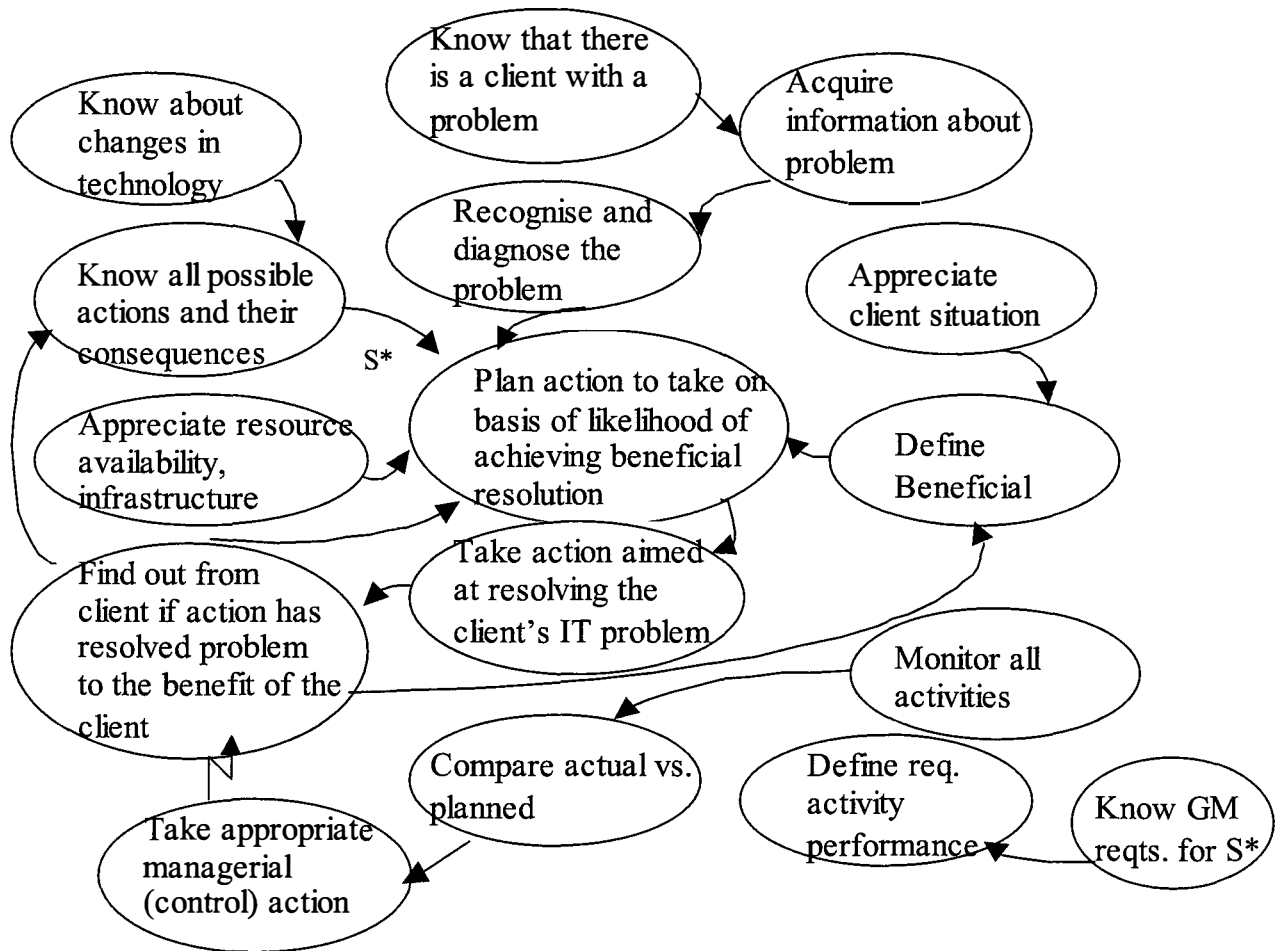 Know that there
is a client with a
problem
Know about
changes in
technology
Acquire
information about
problem
Recognise and
diagnose the
problem
Know all possible
actions and their
consequences
Appreciate
client situation
S*
Plan action to take on
basis of likelihood of
achieving beneficial
resolution
Appreciate resource
availability,
infrastructure
Define
Beneficial
Take action aimed
at resolving the
client’s IT problem
Find out from
client if action has
resolved problem
to the benefit of the
client
Monitor all
activities
Compare actual vs.
planned
Define req.
activity
performance
Know GM
reqts. for S*
Take appropriate
managerial
(control) action